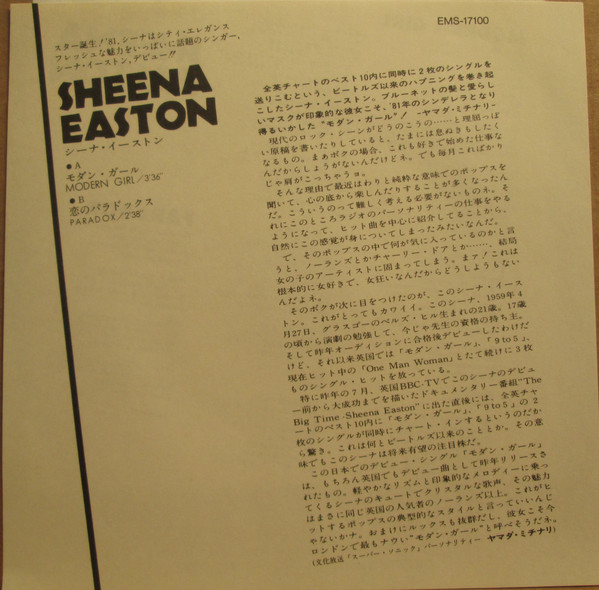 EMS-17100
スター誕生！'81, シーナはシティ・エレガンス
フレッシュな魅力をいっぱいに話題のシンガー,
シーナ・イーストン, デビュー!!
SHEENA
EASTON
シーナ・イーストン
●A
モダン・ガール
MODERN GIRL/3'36"
●B
恋のパラドックス
PARADOX/2'38"
全英チャートのベスト10内に同時に2枚のシングルを
送りこむという、ビートルズ以来のハプニングを巻き起
こしたシーナ・イーストン。ブルーネットの髪と愛らし
いマスクが印象的な彼女こそ、'81年のシンデレラとなり
得るいかした"モダン・ガール"！ -ヤマダ・ミチナリ-
現代のロック・シーンがどうのこうの……と理屈っぽ
い原稿を書いたりしていると、たまには息ぬきもしたく
なるもの。まぁボクの場合、これも好きで始めた仕事な
んだからしょうがないんだけどネ。でも毎月こればかり
じゃ肩がこっちゃうョ。
そんな理由で最近はわりと純粋な意味でのポップスを
聞いて、心の底から楽しんだりすることが多くなったん
だ。こういうのって難しく考える必要がないものネ。そ
れにこのところラジオのパーソナリティーの仕事をやる
ようになって、ヒット曲を中心に紹介してることから、
自然にこの感覚が身についてしまったみたいなんだ。
で、そのポップスの中で何が気に入っているのかと言
うと、ノーランズとかチャーリー・ドアとか……、結局
女の子のアーティストに固まってしまう。まァ！これは
根本的に女好きで、女狂いなんだからどうしようもない
んだよネ。
そのボクが次に目をつけたのが、このシーナ・イース
トン。これがとってもカワイイ。このシーナ、1959年4
月27日、グラスゴーのベルズ・ヒル生まれの21歳。17歳
の頃から演劇の勉強して、今じゃ先生の資格の持ち主。
そして昨年オーディションに合格後デビューしたわけだ
けど、それ以来英国では「モダン・ガール」、「9to5」、
現在ヒット中の「One Man Woman」とたて続けに3枚
ものシングル・ヒットを放っている。
特に昨年の7月、英国BBC-TVでこのシーナのデビュ
ー前から大成功までを描いたドキュメンタリー番組"The
Big Time-Sheena Easton"に出た直後には、全英チャ
ートのベスト10内に「モダン・ガール」、「9to5」の2
枚のシングルが同時にチャート・インするというのだか
ら驚き。これは何とビートルズ以来のこととか。その意
味でもこのシーナは将来有望の注目株だ。
この日本でのデビュー・シングル「モダン・ガール」
は、もちろん英国でもデビュー曲として昨年リリースさ
れたもの。軽やかなリズムと印象的なメロディーに乗っ
てくるシーナのキュートでクリスタルな歌声、その魅力
はまさに同じ英国の人気者のノーランズ以上。これがヒ
ットするポップスの典型的なスタイルと言っていいんじ
ゃないかナ。おまけにルックスも抜群だし、彼女こそ今
ロンドンで最もナウい"モダン・ガール"と呼べそうだネ。
(文化放送「スーパー・ソニック」パーソナリティー ヤマダ・ミチナリ)